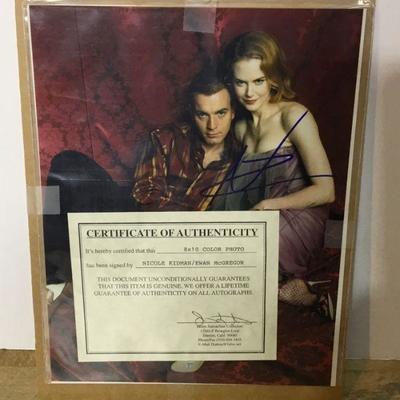 CERTIFICATE OF AUTHENTICITY
It's hereby certified that this 8x10 COLOR PHOTO
has been signed by NICOLE KIDMAN/EWAN McGREGOR
THIS DOCUMENT UNCONDITIONALLY GUARANTEES
THAT THIS ITEM IS GENUINE. WE OFFER A LIFETIME
GUARANTEE OF AUTHENTICITY ON ALL AUTOGRAPHS.